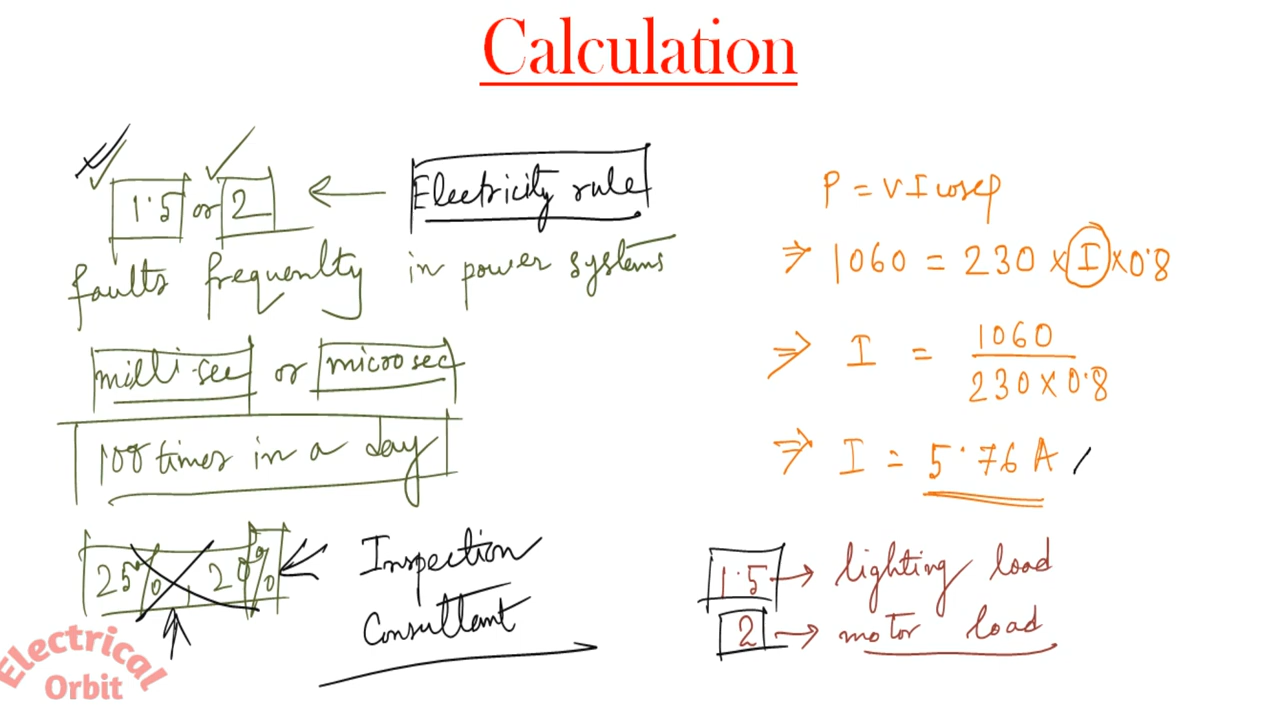 Calculation
1.5 or 2 ← Electricity rule
faults frequenlty in power systems
milli sec or microsec
100 times in a day
25%, 20%
Inspection
Consultant
P = VI cosφ
⇒ 1060 = 230 × I × 0.8
⇒ I = 1060 / 230 × 0.8
⇒ I = 5.76 A
1.5 → lighting load
2 → motor load
Electrical
Orbit